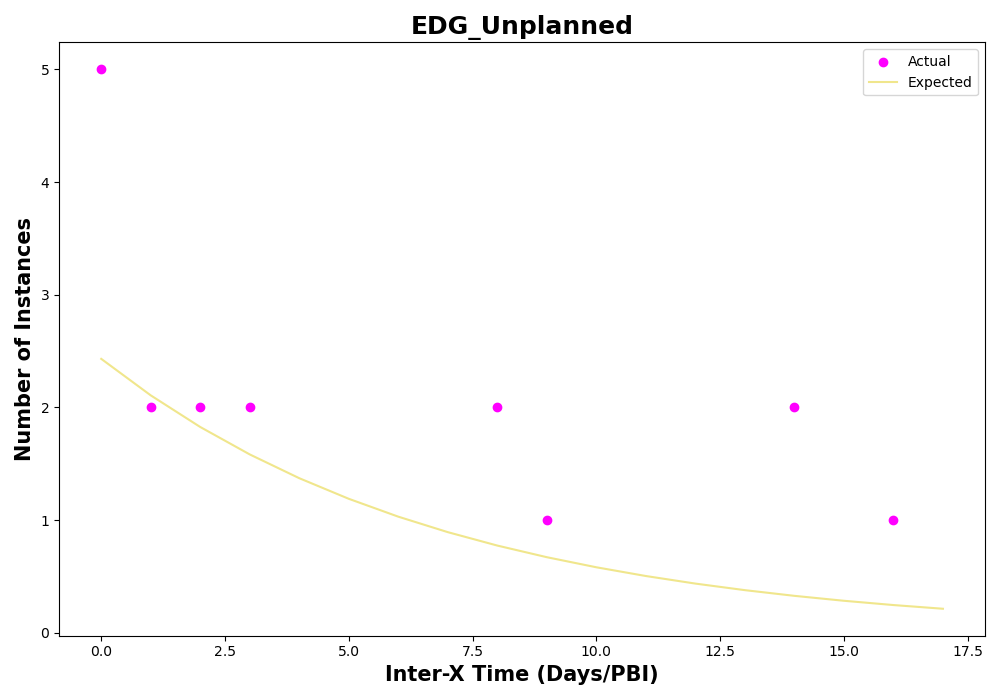 EDG_Unplanned
Actual
Expected
Number of Instances
5
4
3
2
1
0
0.0 2.5 5.0 7.5 10.0 12.5 15.0 17.5
Inter-X Time (Days/PBI)